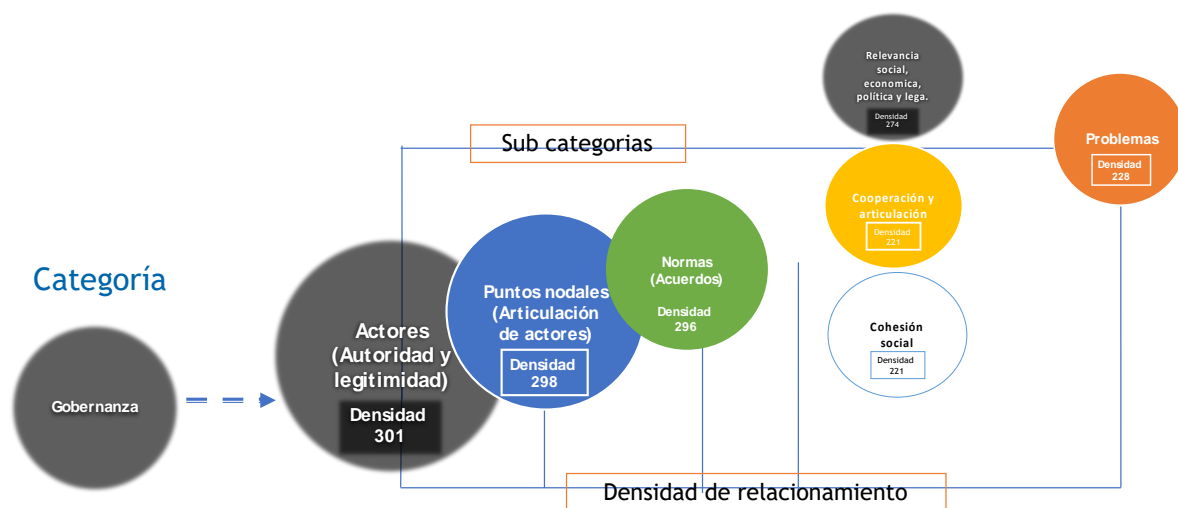 Categoría
Gobernanza
Sub categorias
Actores
(Autoridad y
legitimidad)
Densidad
301
Puntos nodales
(Articulación
de actores)
Densidad
298
Normas
(Acuerdos)
Densidad
296
Relevancia
social,
economica,
política y lega.
Densidad
274
Cooperación y
articulación
Densidad
221
Cohesión
social
Densidad
221
Problemas
Densidad
228
Densidad de relacionamiento